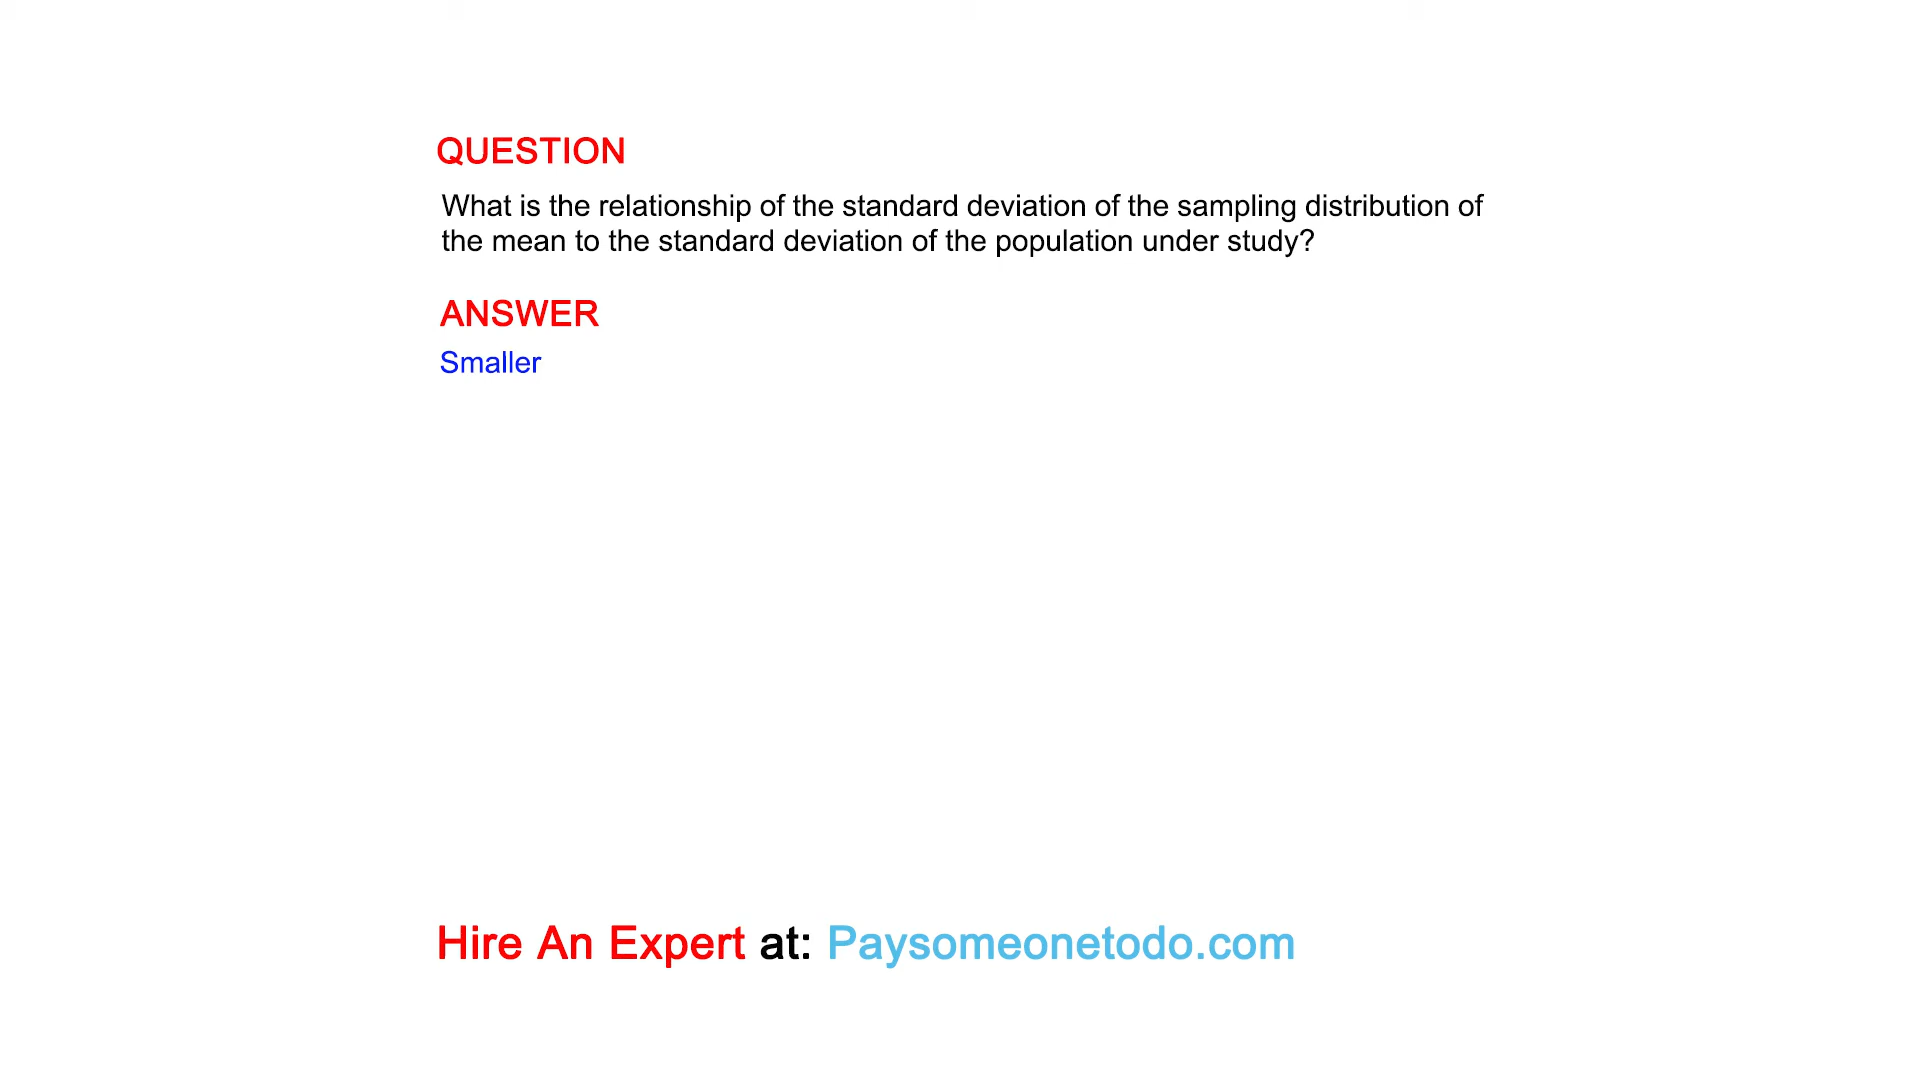 QUESTION
What is the relationship of the standard deviation of the sampling distribution of
the mean to the standard deviation of the population under study?
ANSWER
Smaller
Hire An Expert at: Paysomeonetodo.com